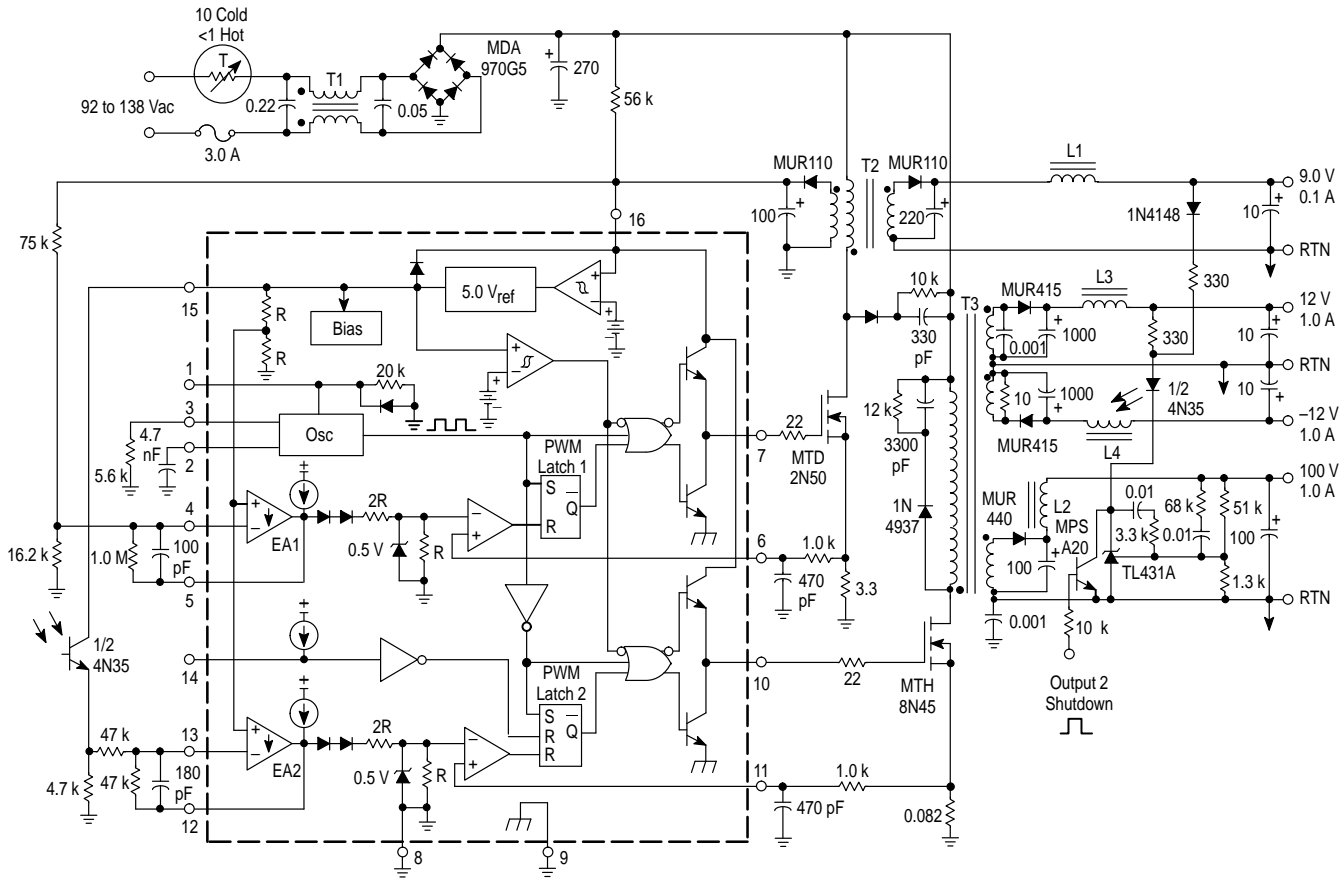 10 Cold
<1 Hot
T
T1
MDA
970G5
+
270
0.22
0.05
92 to 138 Vac
3.0 A
56 k
MUR110
T2
MUR110
L1
9.0 V
0.1 A
1N4148
+
10
RTN
100
+
+
220
16
75 k
330
15
R
R
Bias
5.0 Vref
+
–
+
–
+
–
+
–
10 k
330
pF
T3
MUR415
L3
12 V
1.0 A
0.001
+
1000
330
+
10
RTN
10
+
1000
10
+
1/2
4N35
–12 V
1.0 A
MUR415
L4
1
20 k
3
Osc
4.7
nF
2
5.6 k
PWM
Latch 1
S
R
Q
7
22
MTD
2N50
12 k
3300
pF
1N
4937
4
+
–
EA1
2R
0.5 V
R
–
+
16.2 k
1.0 M
100
pF
5
6
1.0 k
470
pF
3.3
100 V
1.0 A
MUR
440
L2
MPS
A20
0.01
68 k
51 k
3.3 k
0.01
+
100
TL431A
1.3 k
100
+
0.001
10 k
RTN
Output 2
Shutdown
1/2
4N35
14
PWM
Latch 2
S
R
R
Q
10
22
MTH
8N45
47 k
13
+
–
EA2
2R
0.5 V
R
–
+
4.7 k
47 k
180
pF
12
11
1.0 k
470 pF
0.082
8
9